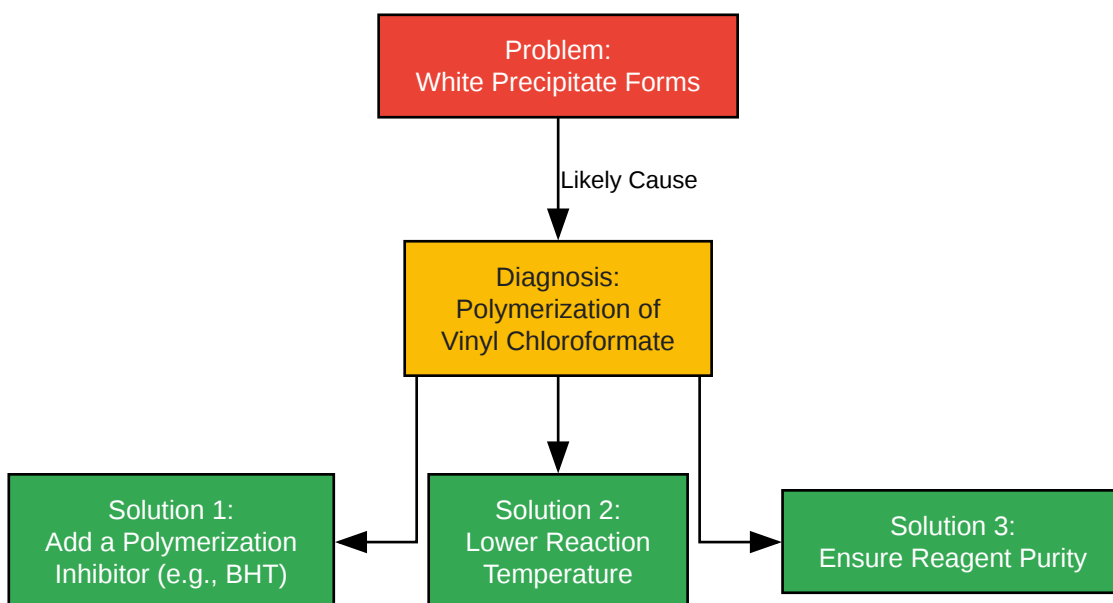 Problem:
White Precipitate Forms
Likely Cause
Diagnosis:
Polymerization of
Vinyl Chloroformate
Solution 1:
Add a Polymerization
Inhibitor (e.g., BHT)
Solution 2:
Lower Reaction
Temperature
Solution 3:
Ensure Reagent Purity